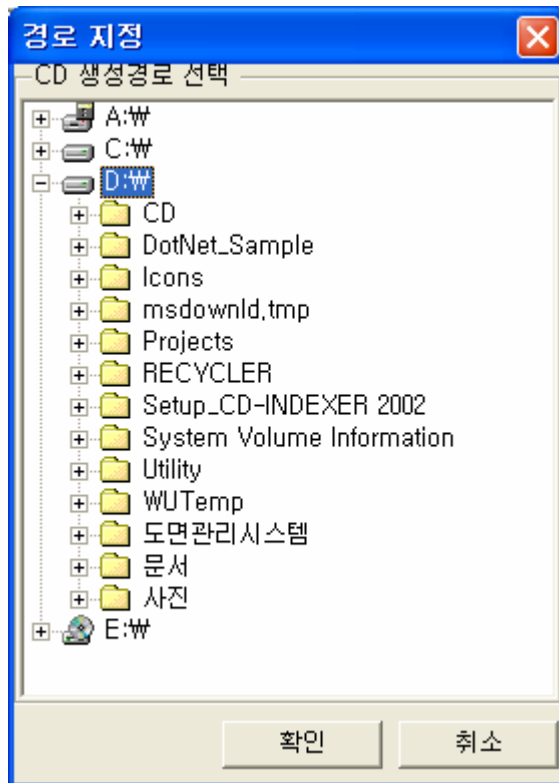 경로 지정
CD 생성경로 선택
A:₩
C:₩
D:₩
CD
DotNet_Sample
Icons
msdownld.tmp
Projects
RECYCLER
Setup_CD-INDEXER 2002
System Volume Information
Utility
WUTemp
도면관리시스템
문서
사진
E:₩
확인 취소